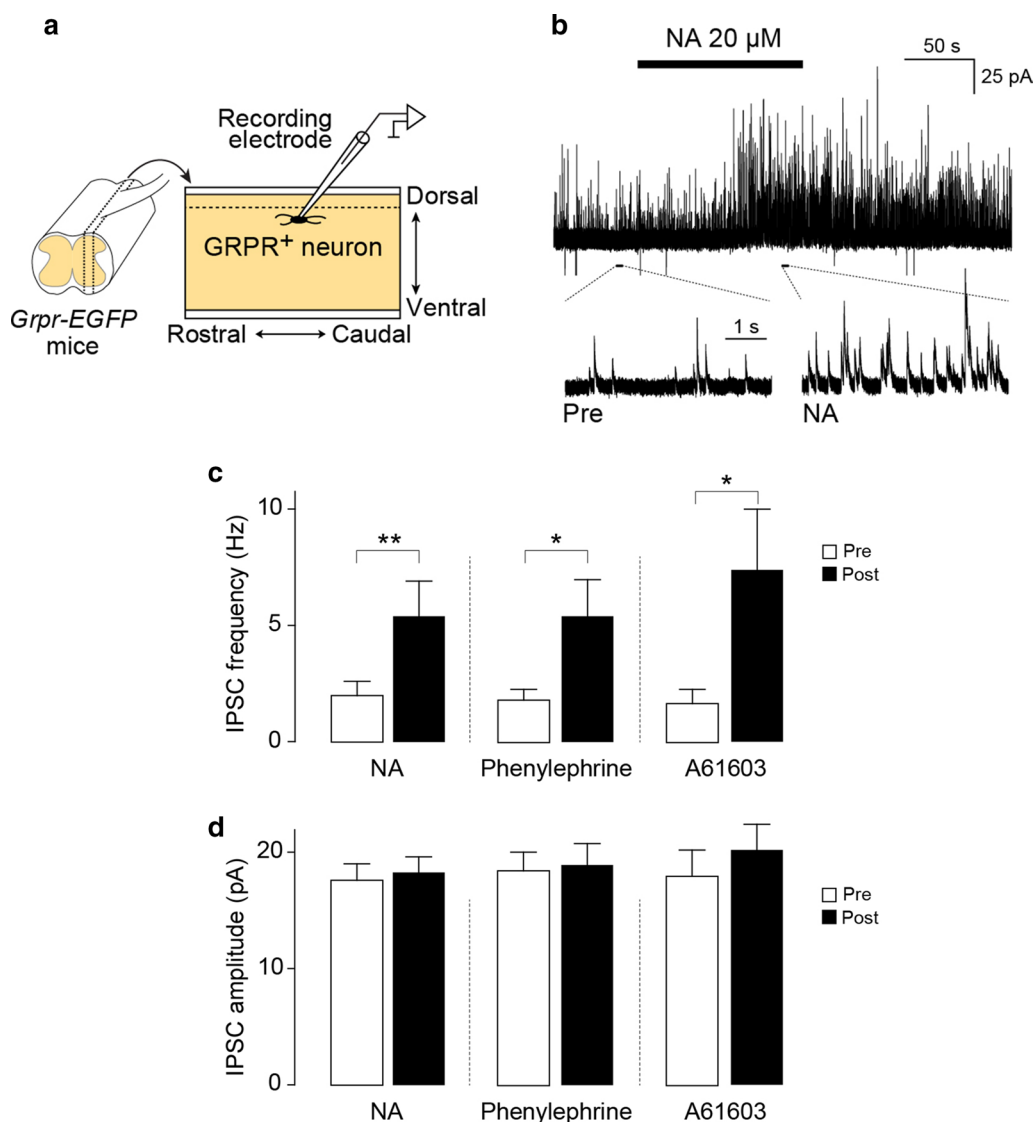 a
Recording
electrode
Dorsal
GRPR+ neuron
Ventral
Rostral
Caudal
Grpr-EGFP
mice
b
NA 20 µM
50 s
25 pA
1 s
Pre
NA
c
IPSC frequency (Hz)
10
5
0
**
*
*
Pre
Post
NA
Phenylephrine
A61603
d
IPSC amplitude (pA)
20
10
0
Pre
Post
NA
Phenylephrine
A61603